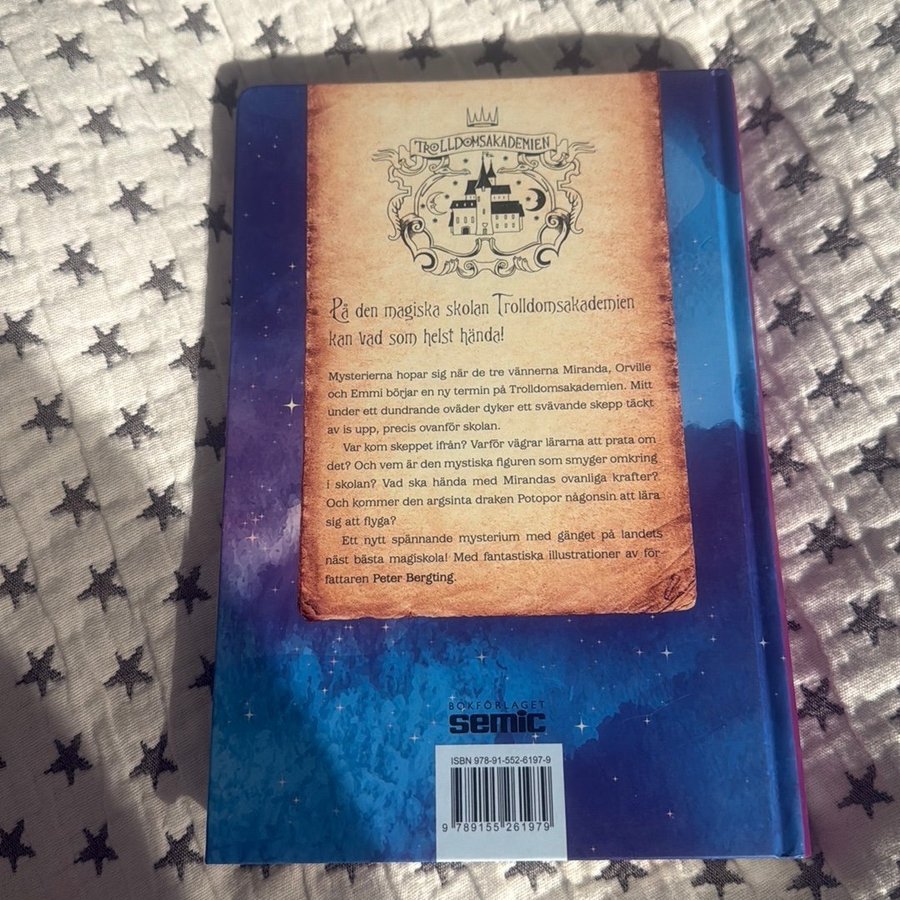 TROLLDOMSAKADEMIEN
På den magiska skolan Trolldomsakademien
kan vad som helst hända!
Mysterierna hopar sig när de tre vännerna Miranda, Orville
och Emmi börjar en ny termin på Trolldomsakademien. Mitt
under ett dundrande oväder dyker ett svävande skepp täckt
av is upp, precis ovanför skolan.
Var kom skeppet ifrån? Varför vägrar lärarna att prata om
det? Och vem är den mystiska figuren som smyger omkring
i skolan? Vad ska hända med Mirandas ovanliga krafter?
Och kommer den argsinta draken Potopor någonsin att lära
sig att flyga?
Ett nytt spännande mysterium med gänget på landets
näst bästa magiskola! Med fantastiska illustrationer av för-
fattaren Peter Bergting.
BOKFÖRLAGET
semic
ISBN 978-91-552-6197-9
9 789155 261979